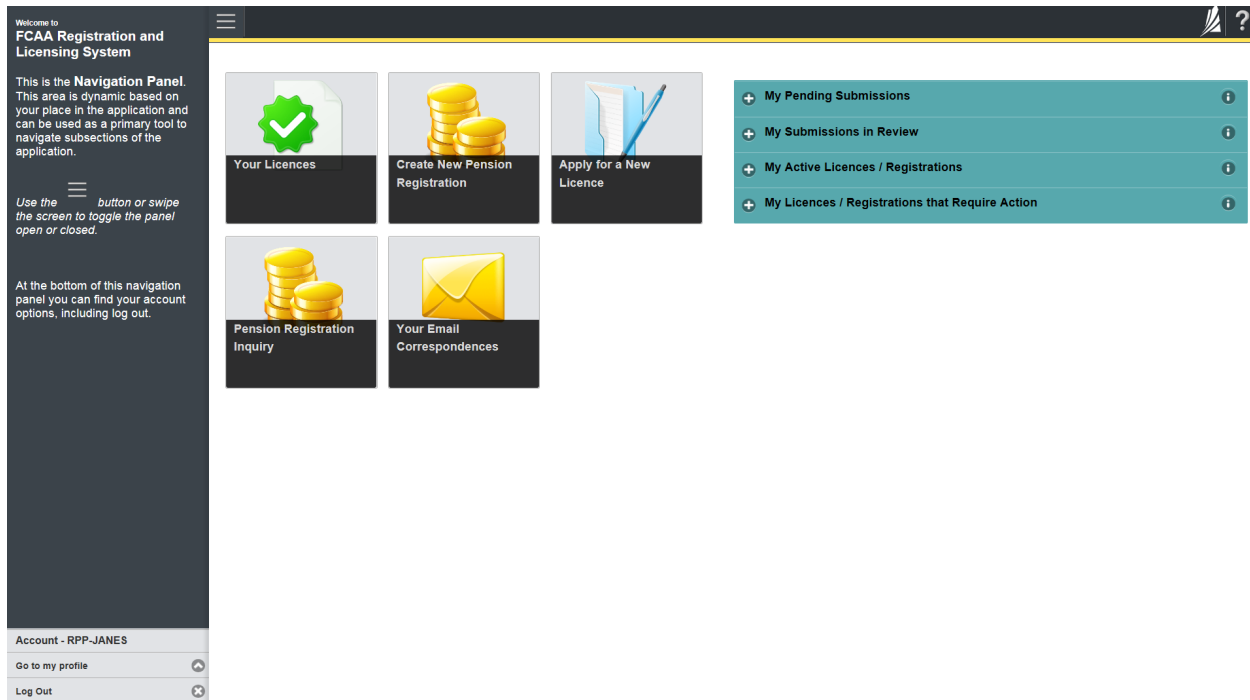 Welcome to
FCAA Registration and
Licensing System
This is the Navigation Panel.
This area is dynamic based on
your place in the application and
can be used as a primary tool to
navigate subsections of the
application.
Use the button or swipe
the screen to toggle the panel
open or closed.
At the bottom of this navigation
panel you can find your account
options, including log out.
Account - RPP-JANES
Go to my profile
Log Out
?
Your Licences
Create New Pension
Registration
Apply for a New
Licence
Pension Registration
Inquiry
Your Email
Correspondences
My Pending Submissions
My Submissions in Review
My Active Licences / Registrations
My Licences / Registrations that Require Action